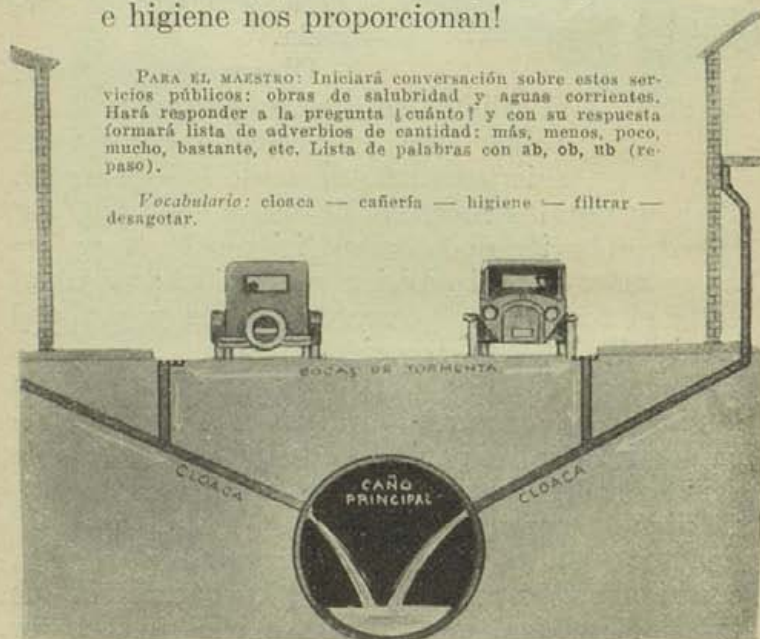 e higiene nos proporcionan!
PARA EL MAESTRO: Iniciará conversación sobre estos ser-
vicios públicos: obras de salubridad y aguas corrientes.
Hará responder a la pregunta ¿cuánto? y con su respuesta
formará lista de adverbios de cantidad: más, menos, poco,
mucho, bastante, etc. Lista de palabras con ab, ob, ub (re-
paso).
Vocabulario: cloaca — cañería — higiene — filtrar —
desagotar.
BOCAS DE TORMENTA
CLOACA
CAÑO
PRINCIPAL
CLOACA